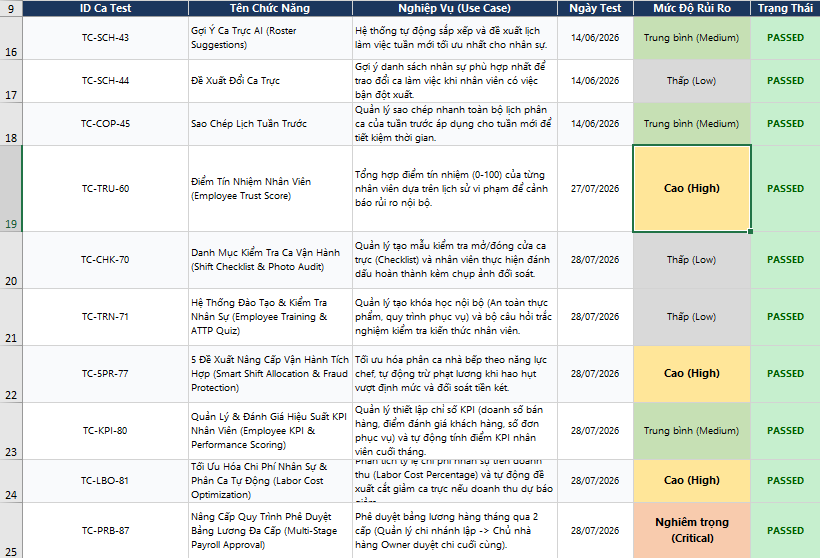 9 ID Ca Test Tên Chức Năng Nghiệp Vụ (Use Case) Ngày Test Mức Độ Rủi Ro Trạng Thái
16 TC-SCH-43
Gợi Ý Ca Trực AI (Roster
Suggestions)
Hệ thống tự động sắp xếp và đề xuất lịch
làm việc tuần mới tối ưu nhất cho nhân sự.
14/06/2026 Trung bình (Medium) PASSED
17 TC-SCH-44
Đề Xuất Đổi Ca Trực
Gợi ý danh sách nhân sự phù hợp nhất để
trao đổi ca làm việc khi nhân viên có việc
bận đột xuất.
14/06/2026 Thấp (Low) PASSED
18 TC-COP-45
Sao Chép Lịch Tuần Trước
Quản lý sao chép nhanh toàn bộ lịch phân
ca của tuần trước áp dụng cho tuần mới để
tiết kiệm thời gian.
14/06/2026 Trung bình (Medium) PASSED
19 TC-TRU-60
Điểm Tín Nhiệm Nhân Viên
(Employee Trust Score)
Tổng hợp điểm tín nhiệm (0-100) của từng
nhân viên dựa trên lịch sử vi phạm để cảnh
báo rủi ro nội bộ.
27/07/2026 Cao (High) PASSED
20 TC-CHK-70
Danh Mục Kiểm Tra Ca Vận Hành
(Shift Checklist & Photo Audit)
Quản lý tạo mẫu kiểm tra mở/đóng cửa ca
trực (Checklist) và nhân viên thực hiện đánh
dấu hoàn thành kèm chụp ảnh đối soát.
28/07/2026 Thấp (Low) PASSED
21 TC-TRN-71
Hệ Thống Đào Tạo & Kiểm Tra
Nhân Sự (Employee Training &
ATTP Quiz)
Quản lý tạo khóa học nội bộ (An toàn thực
phẩm, quy trình phục vụ) và bộ câu hỏi trắc
nghiệm kiểm tra kiến thức nhân viên.
28/07/2026 Thấp (Low) PASSED
22 TC-5PR-77
5 Đề Xuất Nâng Cấp Vận Hành Tích
Hợp (Smart Shift Allocation & Fraud
Protection)
Tối ưu hóa phân ca nhà bếp theo năng lực
chef, tự động trừ phạt lương khi hao hụt
vượt định mức và đối soát tiền két.
28/07/2026 Cao (High) PASSED
23 TC-KPI-80
Quản Lý & Đánh Giá Hiệu Suất KPI
Nhân Viên (Employee KPI &
Performance Scoring)
Quản lý thiết lập chỉ số KPI (doanh số bán
hàng, điểm đánh giá khách hàng, số đơn
phục vụ) và tự động tính điểm KPI nhân
viên cuối tháng.
28/07/2026 Trung bình (Medium) PASSED
24 TC-LBO-81
Tối Ưu Hóa Chi Phí Nhân Sự &
Phân Ca Tự Động (Labor Cost
Optimization)
Phân tích tỷ lệ chi phí nhân sự trên doanh
thu (Labor Cost Percentage) và tự động đề
xuất cắt giảm ca trực nếu doanh thu dự báo
28/07/2026 Cao (High) PASSED
25 TC-PRB-87
Nâng Cấp Quy Trình Phê Duyệt
Bảng Lương Đa Cấp (Multi-Stage
Payroll Approval)
Phê duyệt bảng lương hàng tháng qua 2
cấp (Quản lý chi nhánh lập -> Chủ nhà
hàng Owner duyệt chi cuối cùng).
28/07/2026
Nghiêm trọng
(Critical)
PASSED